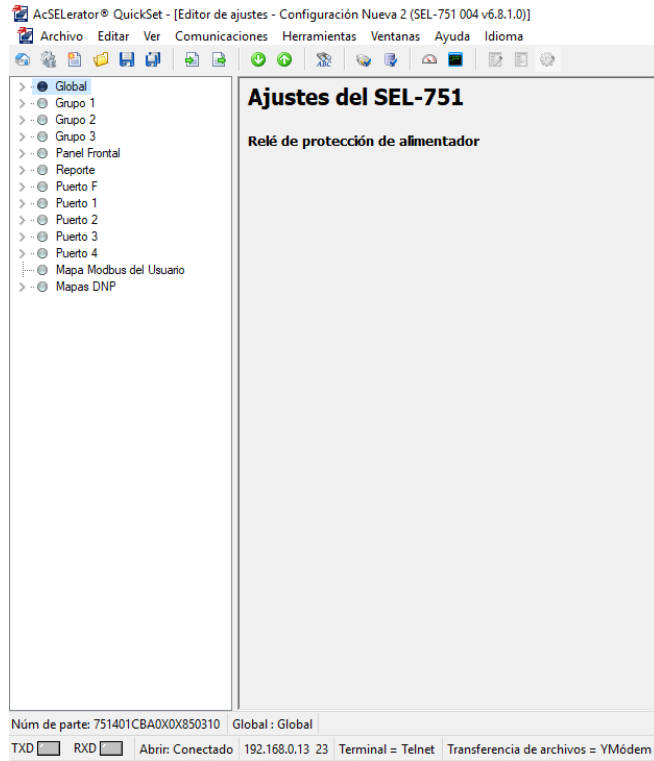 AcSELerator® QuickSet - [Editor de ajustes - Configuración Nueva 2 (SEL-751 004 v6.8.1.0)]
Archivo Editar Ver Comunicaciones Herramientas Ventanas Ayuda Idioma
Global
Grupo 1
Grupo 2
Grupo 3
Panel Frontal
Reporte
Puerto F
Puerto 1
Puerto 2
Puerto 3
Puerto 4
Mapa Modbus del Usuario
Mapas DNP
Ajustes del SEL-751
Relé de protección de alimentador
Núm de parte: 751401CBA0X0X850310 Global : Global
TXD RXD Abrir: Conectado 192.168.0.13 23 Terminal = Telnet Transferencia de archivos = YMódem